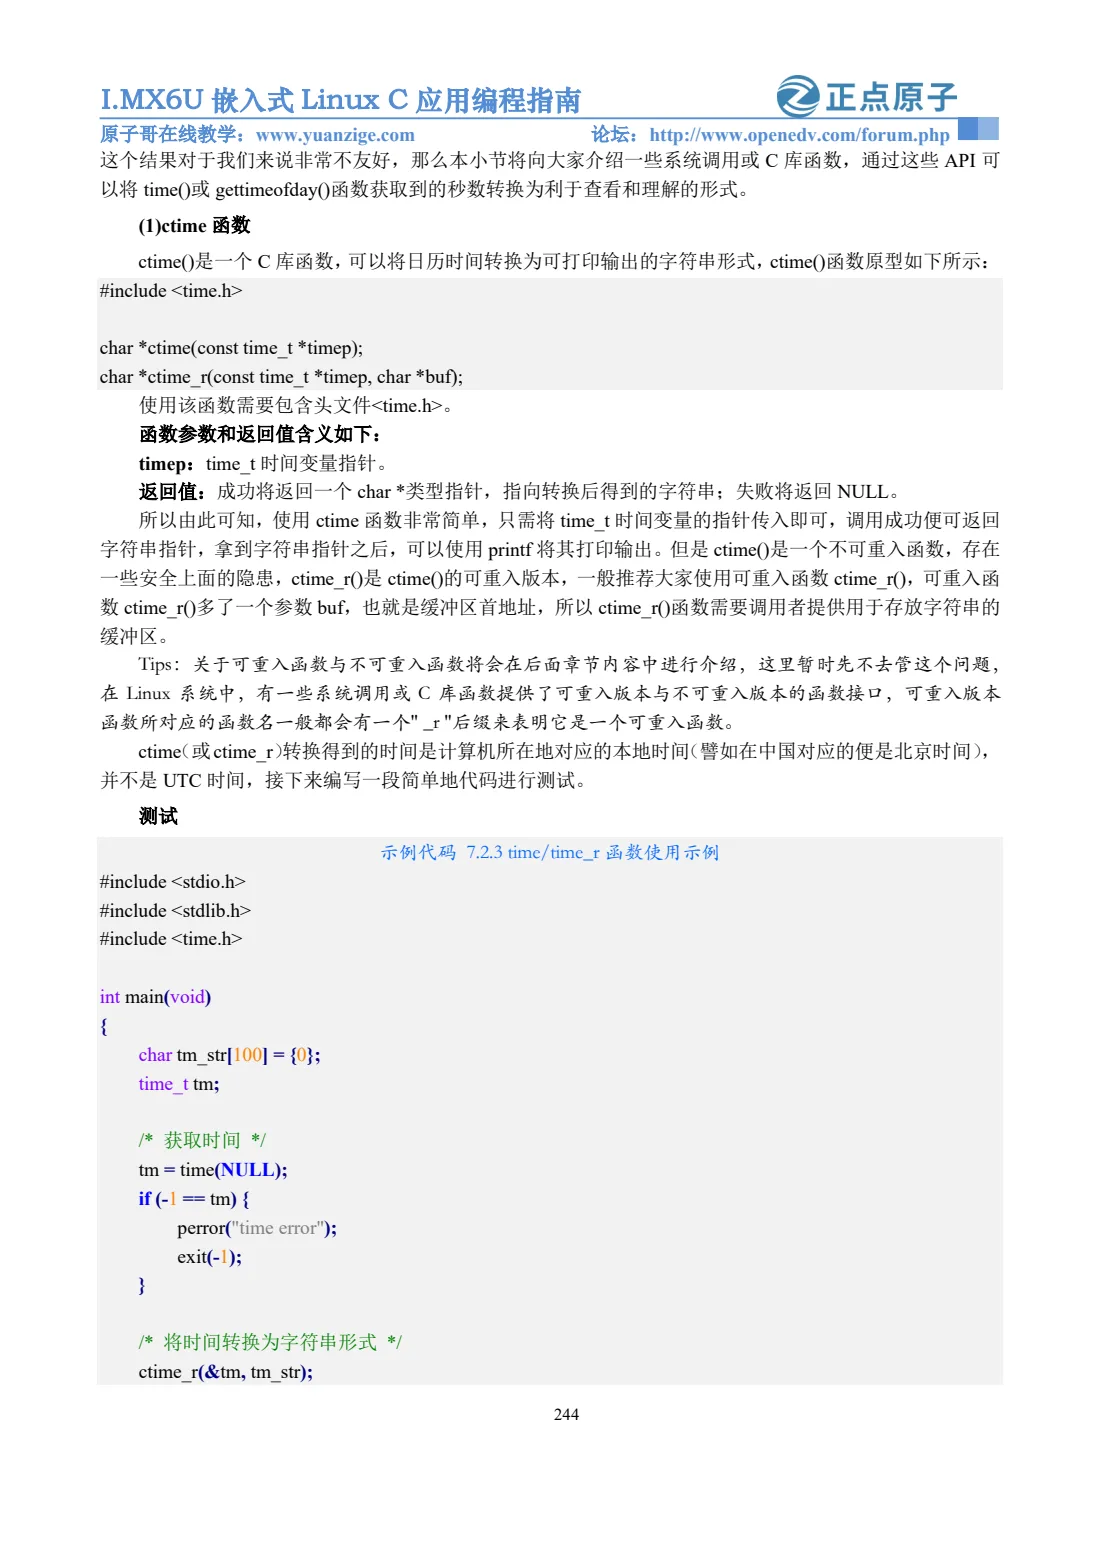 I.MX6U 嵌入式 Linux C 应用编程指南
正点原子
原子哥在线教学：www.yuanzige.com 论坛：http://www.openedv.com/forum.php
这个结果对于我们来说非常不友好，那么本小节将向大家介绍一些系统调用或 C 库函数，通过这些 API 可
以将 time()或 gettimeofday()函数获取到的秒数转换为利于查看和理解的形式。
(1)ctime 函数
ctime()是一个 C 库函数，可以将日历时间转换为可打印输出的字符串形式，ctime()函数原型如下所示：
#include <time.h>
char *ctime(const time_t *timep);
char *ctime_r(const time_t *timep, char *buf);
使用该函数需要包含头文件<time.h>。
函数参数和返回值含义如下：
timep：time_t 时间变量指针。
返回值：成功将返回一个 char *类型指针，指向转换后得到的字符串；失败将返回 NULL。
所以由此可知，使用 ctime 函数非常简单，只需将 time_t 时间变量的指针传入即可，调用成功便可返回
字符串指针，拿到字符串指针之后，可以使用 printf 将其打印输出。但是 ctime()是一个不可重入函数，存在
一些安全上面的隐患，ctime_r()是 ctime()的可重入版本，一般推荐大家使用可重入函数 ctime_r()，可重入函
数 ctime_r()多了一个参数 buf，也就是缓冲区首地址，所以 ctime_r()函数需要调用者提供用于存放字符串的
缓冲区。
Tips：关于可重入函数与不可重入函数将会在后面章节内容中进行介绍，这里暂时先不去管这个问题，
在 Linux 系统中，有一些系统调用或 C 库函数提供了可重入版本与不可重入版本的函数接口，可重入版本
函数所对应的函数名一般都会有一个" _r "后缀来表明它是一个可重入函数。
ctime（或 ctime_r）转换得到的时间是计算机所在地对应的本地时间（譬如在中国对应的便是北京时间），
并不是 UTC 时间，接下来编写一段简单地代码进行测试。
测试
示例代码 7.2.3 time/time_r 函数使用示例
#include <stdio.h>
#include <stdlib.h>
#include <time.h>
int main(void)
{
char tm_str[100] = {0};
time_t tm;
/* 获取时间 */
tm = time(NULL);
if (-1 == tm) {
perror("time error");
exit(-1);
}
/* 将时间转换为字符串形式 */
ctime_r(&tm, tm_str);
244